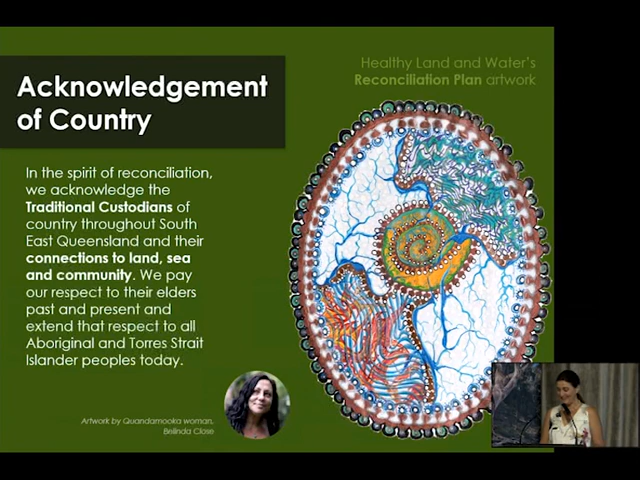 Healthy Land and Water's
Reconciliation Plan artwork
Acknowledgement
of Country
In the spirit of reconciliation,
we acknowledge the
Traditional Custodians of
country throughout South
East Queensland and their
connections to land, sea
and community. We pay
our respect to their elders
past and present and
extend that respect to all
Aboriginal and Torres Strait
Islander peoples today.
Artwork by Quandamooka woman,
Belinda Close